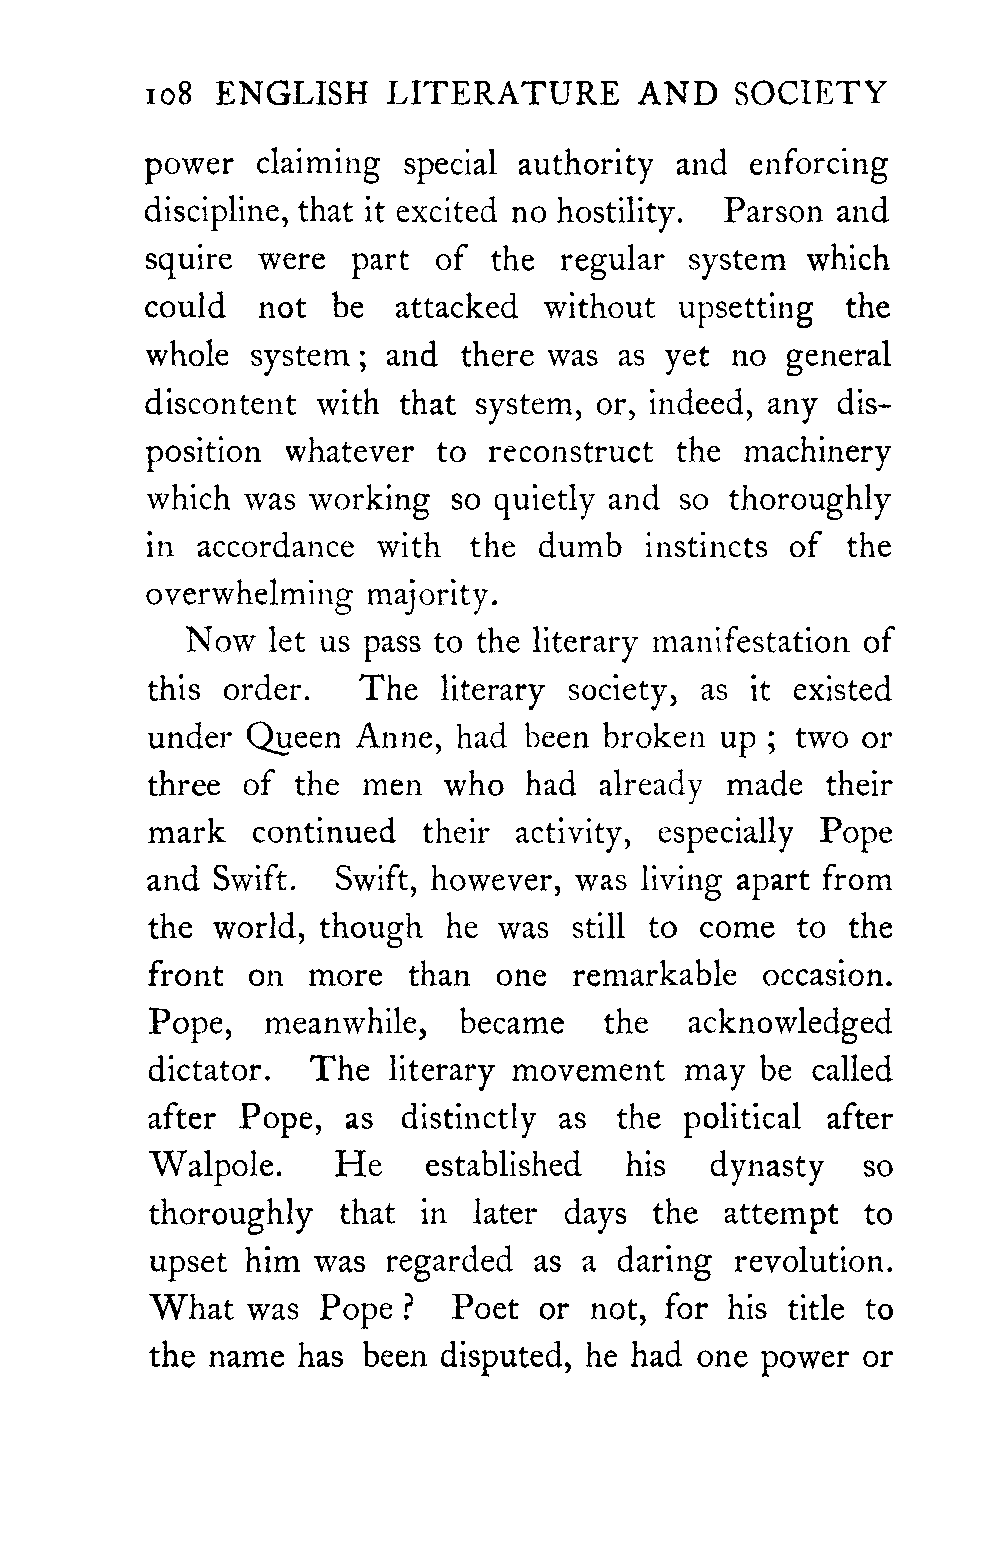 108 ENGLISH LITERATURE AND SOCIETY
power claiming special authority and enforcing
discipline, that it excited no hostility. Parson and
squire were part of the regular system which
could not be attacked without upsetting the
whole system ; and there was as yet no general
discontent with that system, or, indeed, any dis-
position whatever to reconstruct the machinery
which was working so quietly and so thoroughly
in accordance with the dumb instincts of the
overwhelming majority.
Now let us pass to the literary manifestation of
this order. The literary society, as it existed
under Queen Anne, had been broken up ; two or
three of the men who had already made their
mark continued their activity, especially Pope
and Swift. Swift, however, was living apart from
the world, though he was still to come to the
front on more than one remarkable occasion.
Pope, meanwhile, became the acknowledged
dictator. The literary movement may be called
after Pope, as distinctly as the political after
Walpole. He established his dynasty so
thoroughly that in later days the attempt to
upset him was regarded as a daring revolution.
What was Pope ? Poet or not, for his title to
the name has been disputed, he had one power or